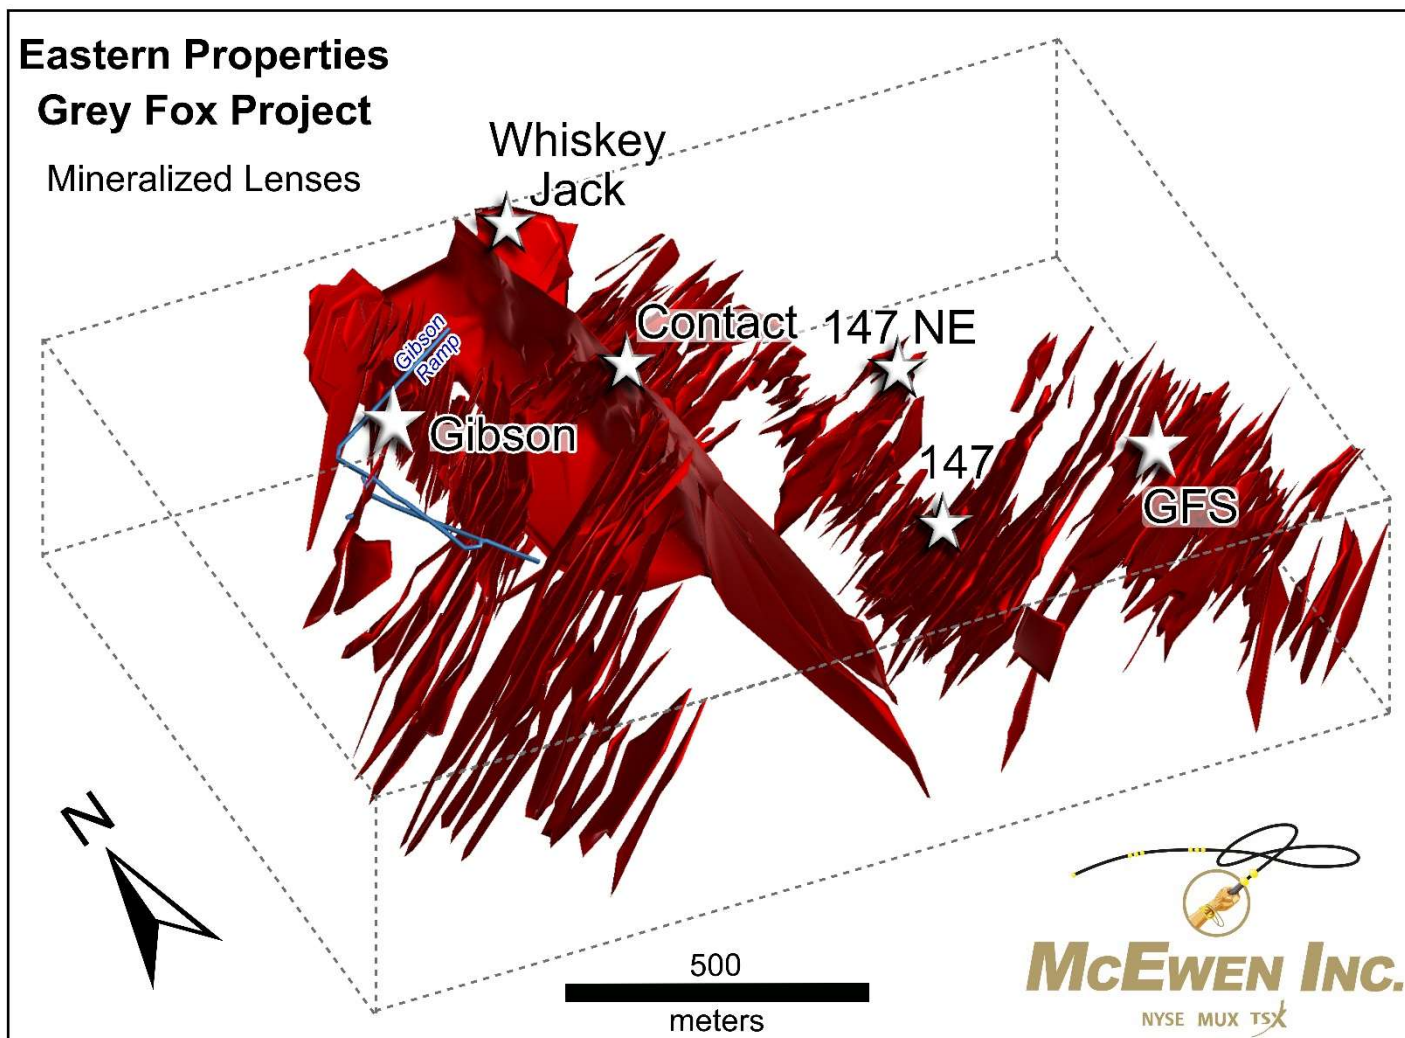 Eastern Properties
Grey Fox Project
Mineralized Lenses
Whiskey
Jack
Gibson
Ramp
Contact
147 NE
Gibson
147
GFS
N
500
meters
MCEWEN INC.
NYSE MUX TSX